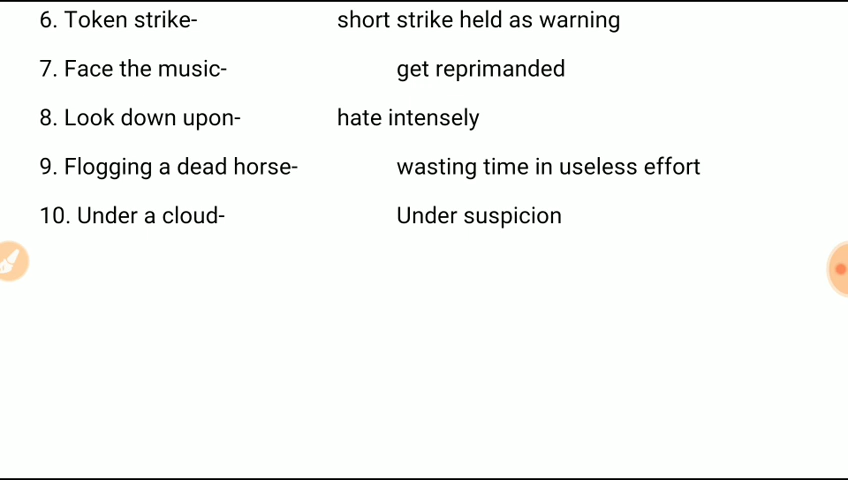 6. Token strike- short strike held as warning
7. Face the music- get reprimanded
8. Look down upon- hate intensely
9. Flogging a dead horse- wasting time in useless effort
10. Under a cloud- Under suspicion